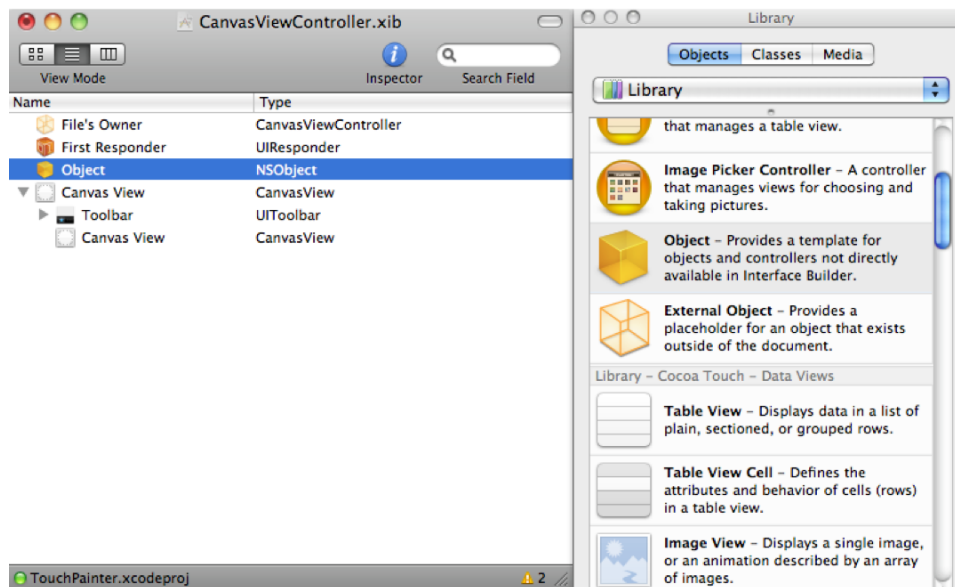 CanvasViewController.xib
View Mode
Inspector
Search Field
Name Type
File's Owner CanvasViewController
First Responder UIResponder
Object NSObject
Canvas View CanvasView
Toolbar UIToolbar
Canvas View CanvasView
TouchPainter.xcodeproj
2
Library
Objects Classes Media
Library
that manages a table view.
Image Picker Controller – A controller
that manages views for choosing and
taking pictures.
Object – Provides a template for
objects and controllers not directly
available in Interface Builder.
External Object – Provides a
placeholder for an object that exists
outside of the document.
Library – Cocoa Touch – Data Views
Table View – Displays data in a list of
plain, sectioned, or grouped rows.
Table View Cell – Defines the
attributes and behavior of cells (rows)
in a table view.
Image View – Displays a single image,
or an animation described by an array
of images.